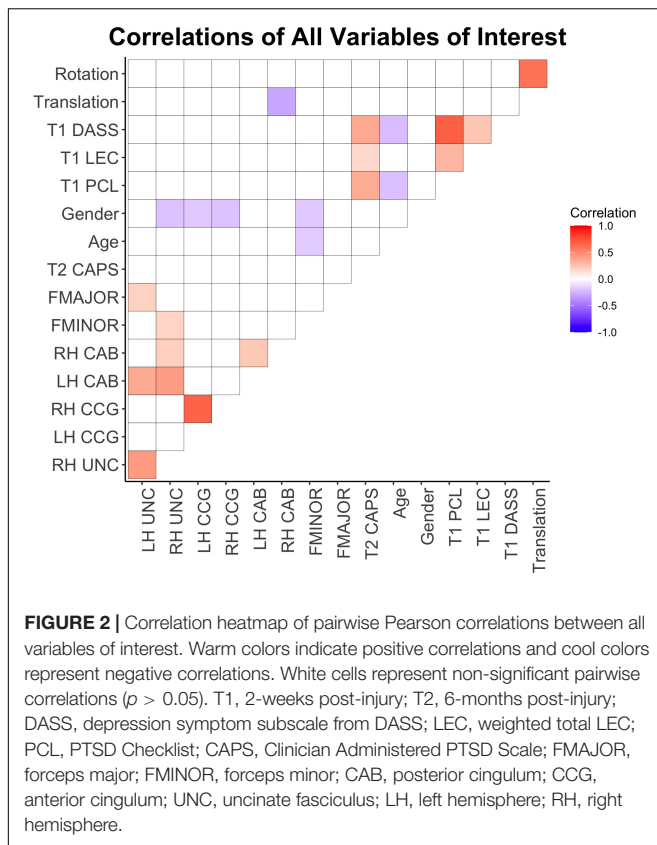 Correlations of All Variables of Interest
Rotation
Translation
T1 DASS
T1 LEC
T1 PCL
Gender
Age
T2 CAPS
FMAJOR
FMINOR
RH CAB
LH CAB
RH CCG
LH CCG
RH UNC
LH UNC
RH UNC
LH CCG
RH CCG
LH CAB
RH CAB
FMINOR
FMAJOR
T2 CAPS
Age
Gender
T1 PCL
T1 LEC
T1 DASS
Translation
Correlation
1.0
0.5
0.0
-0.5
-1.0
FIGURE 2 | Correlation heatmap of pairwise Pearson correlations between all
variables of interest. Warm colors indicate positive correlations and cool colors
represent negative correlations. White cells represent non-significant pairwise
correlations (p > 0.05). T1, 2-weeks post-injury; T2, 6-months post-injury;
DASS, depression symptom subscale from DASS; LEC, weighted total LEC;
PCL, PTSD Checklist; CAPS, Clinician Administered PTSD Scale; FMAJOR,
forceps major; FMINOR, forceps minor; CAB, posterior cingulum; CCG,
anterior cingulum; UNC, uncinate fasciculus; LH, left hemisphere; RH, right
hemisphere.